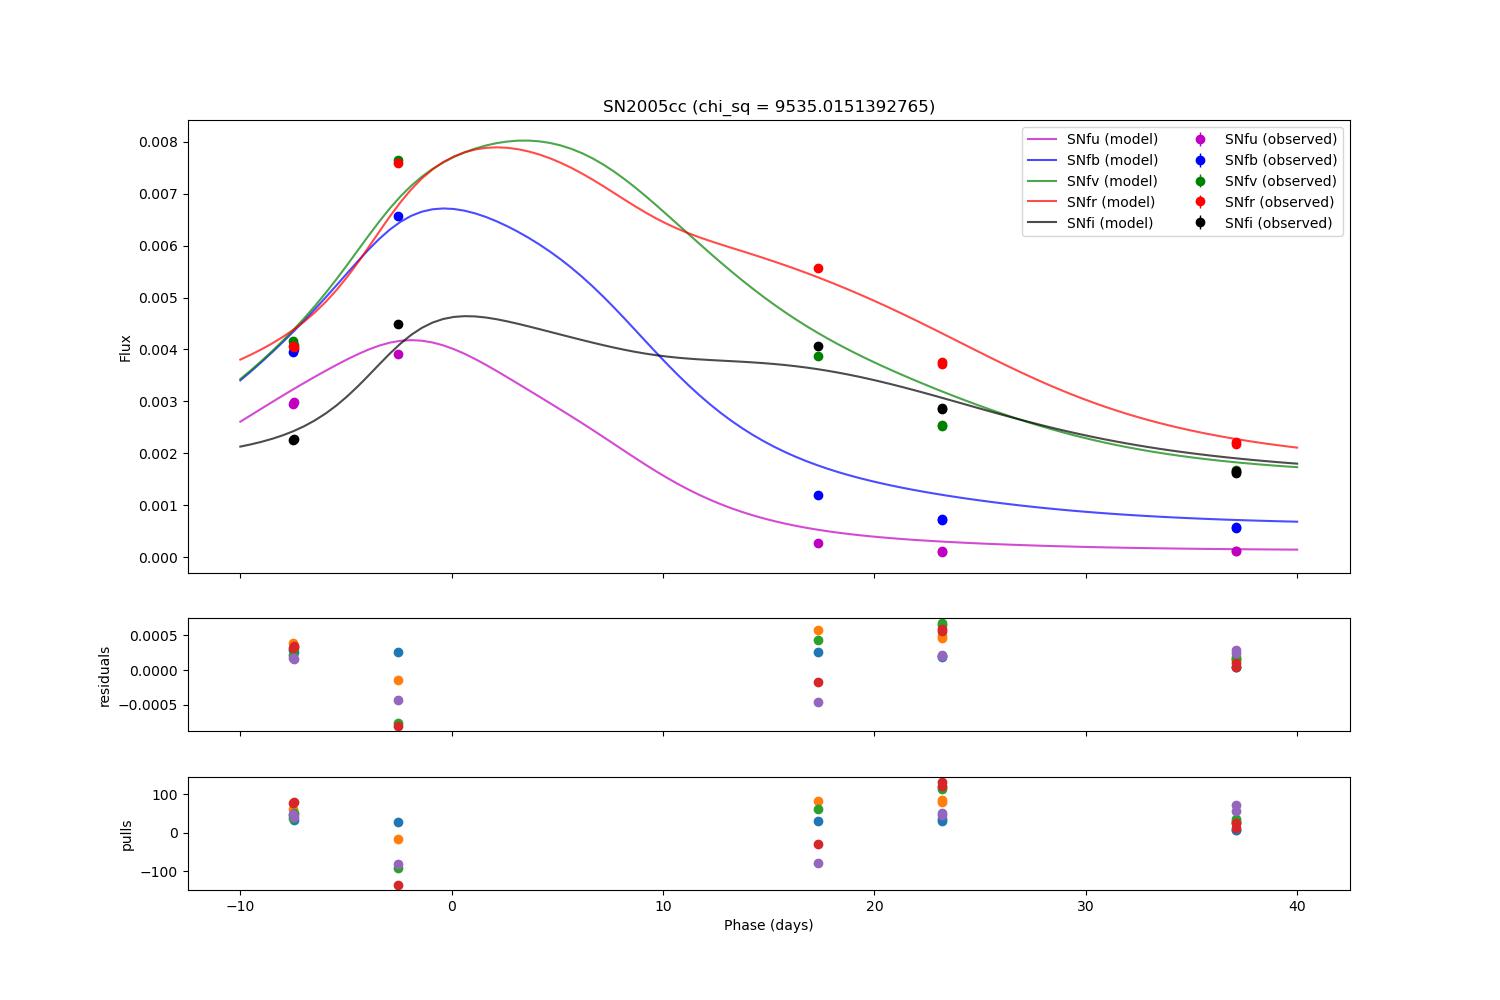 SN2005cc (chi_sq = 9535.0151392765)
Flux
0.008
0.007
0.006
0.005
0.004
0.003
0.002
0.001
0.000
SNfu (model) SNfu (observed)
SNfb (model) SNfb (observed)
SNfv (model) SNfv (observed)
SNfr (model) SNfr (observed)
SNfi (model) SNfi (observed)
residuals
0.0005
0.0000
−0.0005
pulls
100
0
−100
−10 0 10 20 30 40
Phase (days)